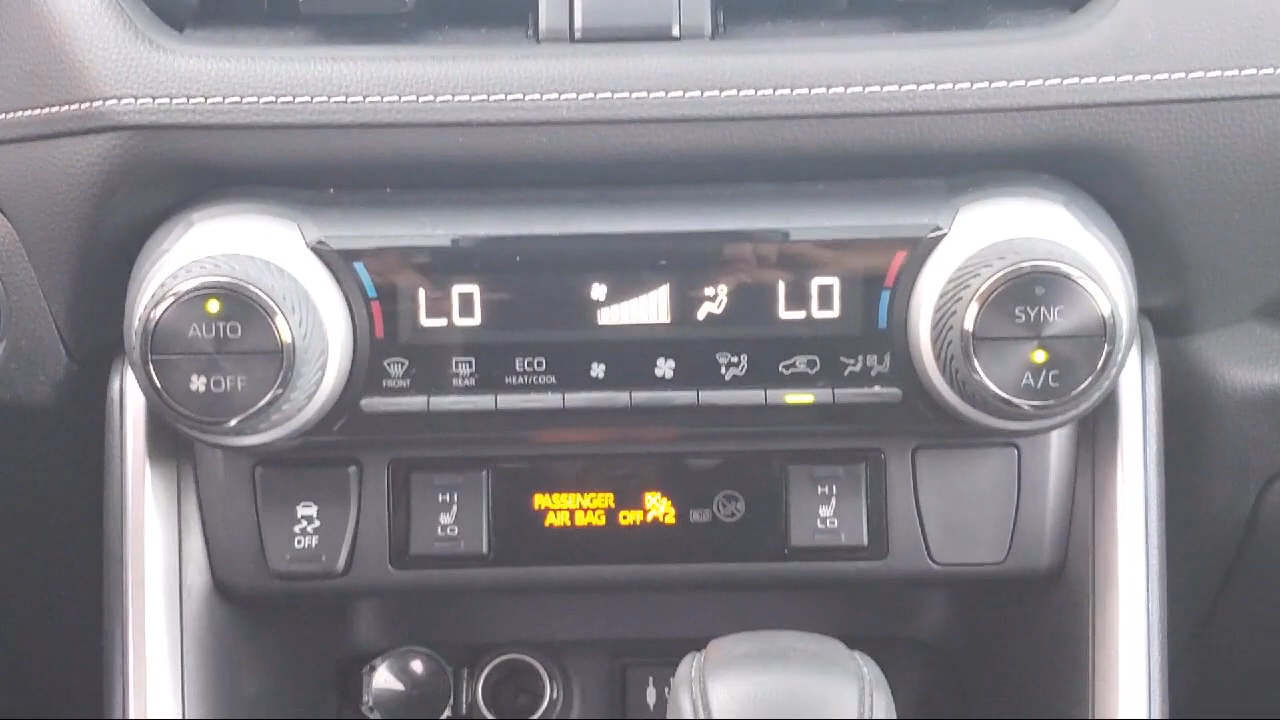 LO
LO
AUTO
OFF
FRONT
REAR
ECO
HEAT/COOL
SYNC
A/C
OFF
HI
LO
PASSENGER
AIR BAG OFF
HI
LO